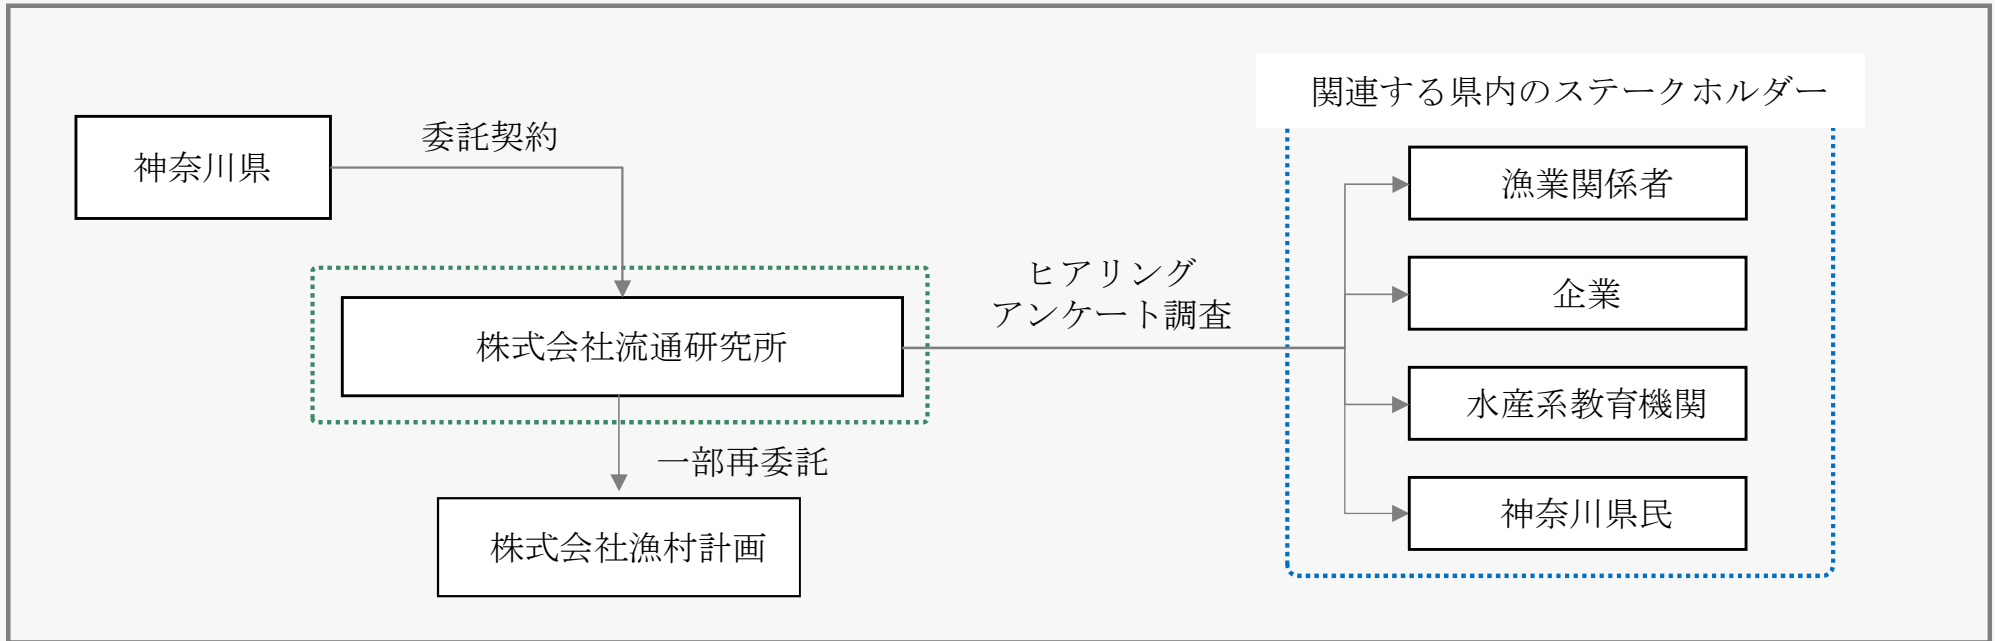 神奈川県
委託契約
株式会社流通研究所
一部再委託
株式会社漁村計画
ヒアリング
アンケート調査
関連する県内のステークホルダー
漁業関係者
企業
水産系教育機関
神奈川県民